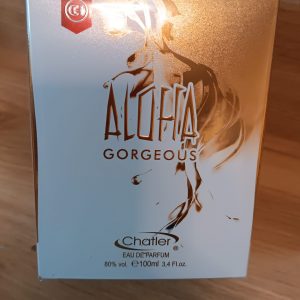 ALOFIA
GORGEOUS
Chatler®
EAU DE PARFUM
80% vol. ℮100ml 3.4 Fl.oz.